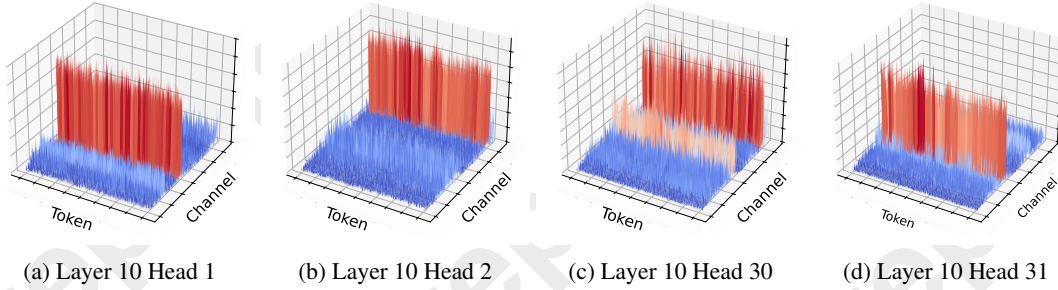 Token
Channel
Token
Channel
Token
Channel
Token
Channel
(a) Layer 10 Head 1
(b) Layer 10 Head 2
(c) Layer 10 Head 30
(d) Layer 10 Head 31